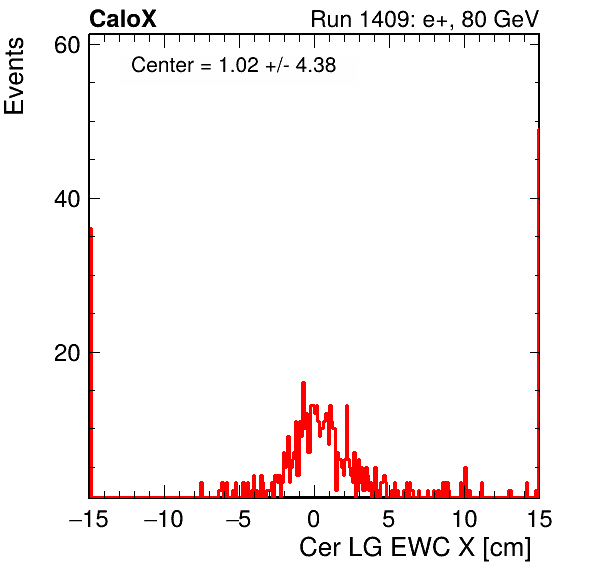 CaloX Run 1409: e+, 80 GeV
Events
Center = 1.02 +/- 4.38
60
40
20
−15 −10 −5 0 5 10 15
Cer LG EWC X [cm]